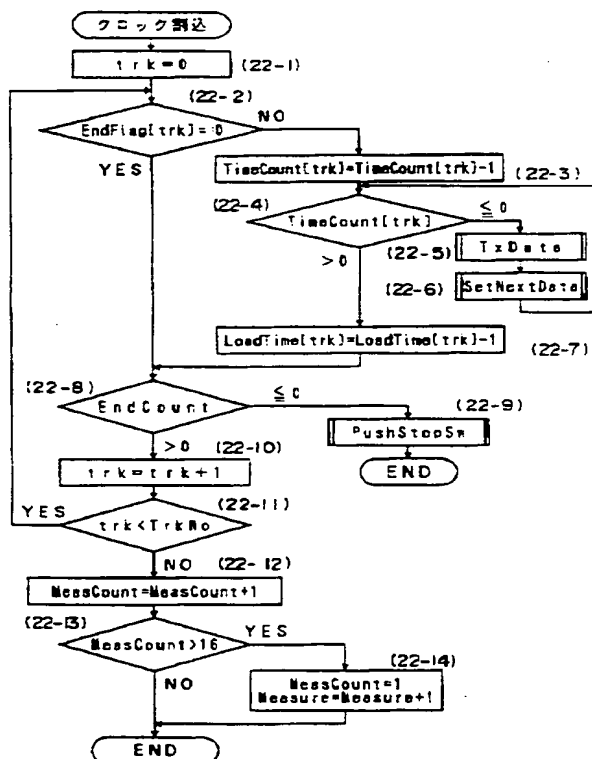 クロック割込
trk=0
(22-1)
(22-2)
EndFlag[trk]=0
NO
YES
TimeCount[trk]=TimeCount[trk]-1
(22-3)
(22-4)
TimeCount[trk]
≦0
>0
(22-5)
TxData
(22-6)
SetNextData
(22-7)
LoadTime[trk]=LoadTime[trk]-1
(22-8)
EndCount
≦0
(22-9)
PushStopSw
END
>0
(22-10)
trk=trk+1
(22-11)
YES
trk<TrkNo
NO
(22-12)
MeasCount=MeasCount+1
(22-13)
MeasCount>16
YES
(22-14)
NO
MeasCount=1
Measure=Measure+1
END